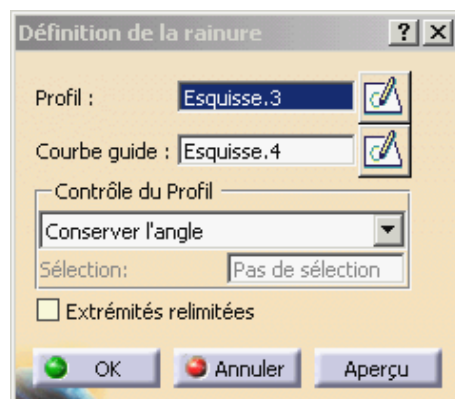 Définition de la rainure
Profil : Esquisse.3
Courbe guide : Esquisse.4
Contrôle du Profil
Conserver l'angle
Sélection: Pas de sélection
Extrémités relimitées
OK Annuler Aperçu